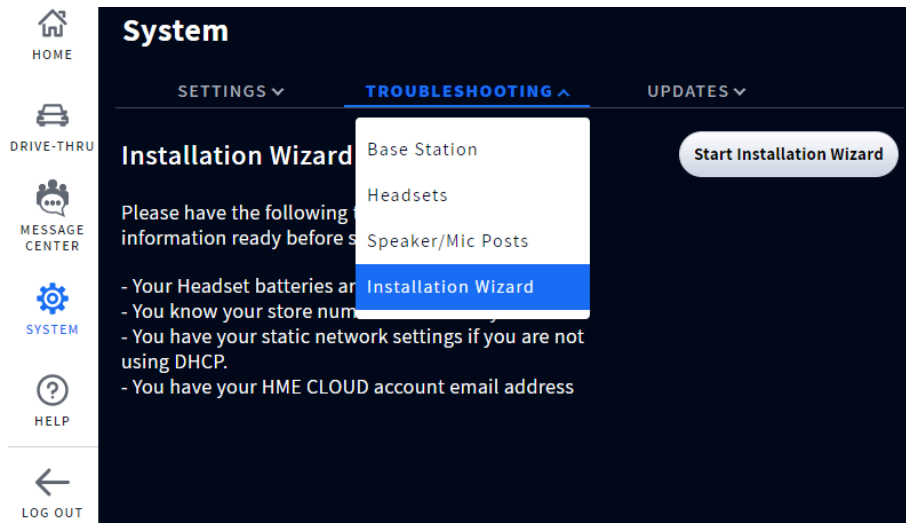 HOME
DRIVE-THRU
MESSAGE
CENTER
SYSTEM
HELP
LOG OUT
System
SETTINGS
TROUBLESHOOTING
UPDATES
Base Station
Headsets
Speaker/Mic Posts
Installation Wizard
Installation Wizard
Start Installation Wizard
Please have the following
information ready before
- Your Headset batteries
- You know your store
- You have your static network settings if you are not
using DHCP.
- You have your HME CLOUD account email address